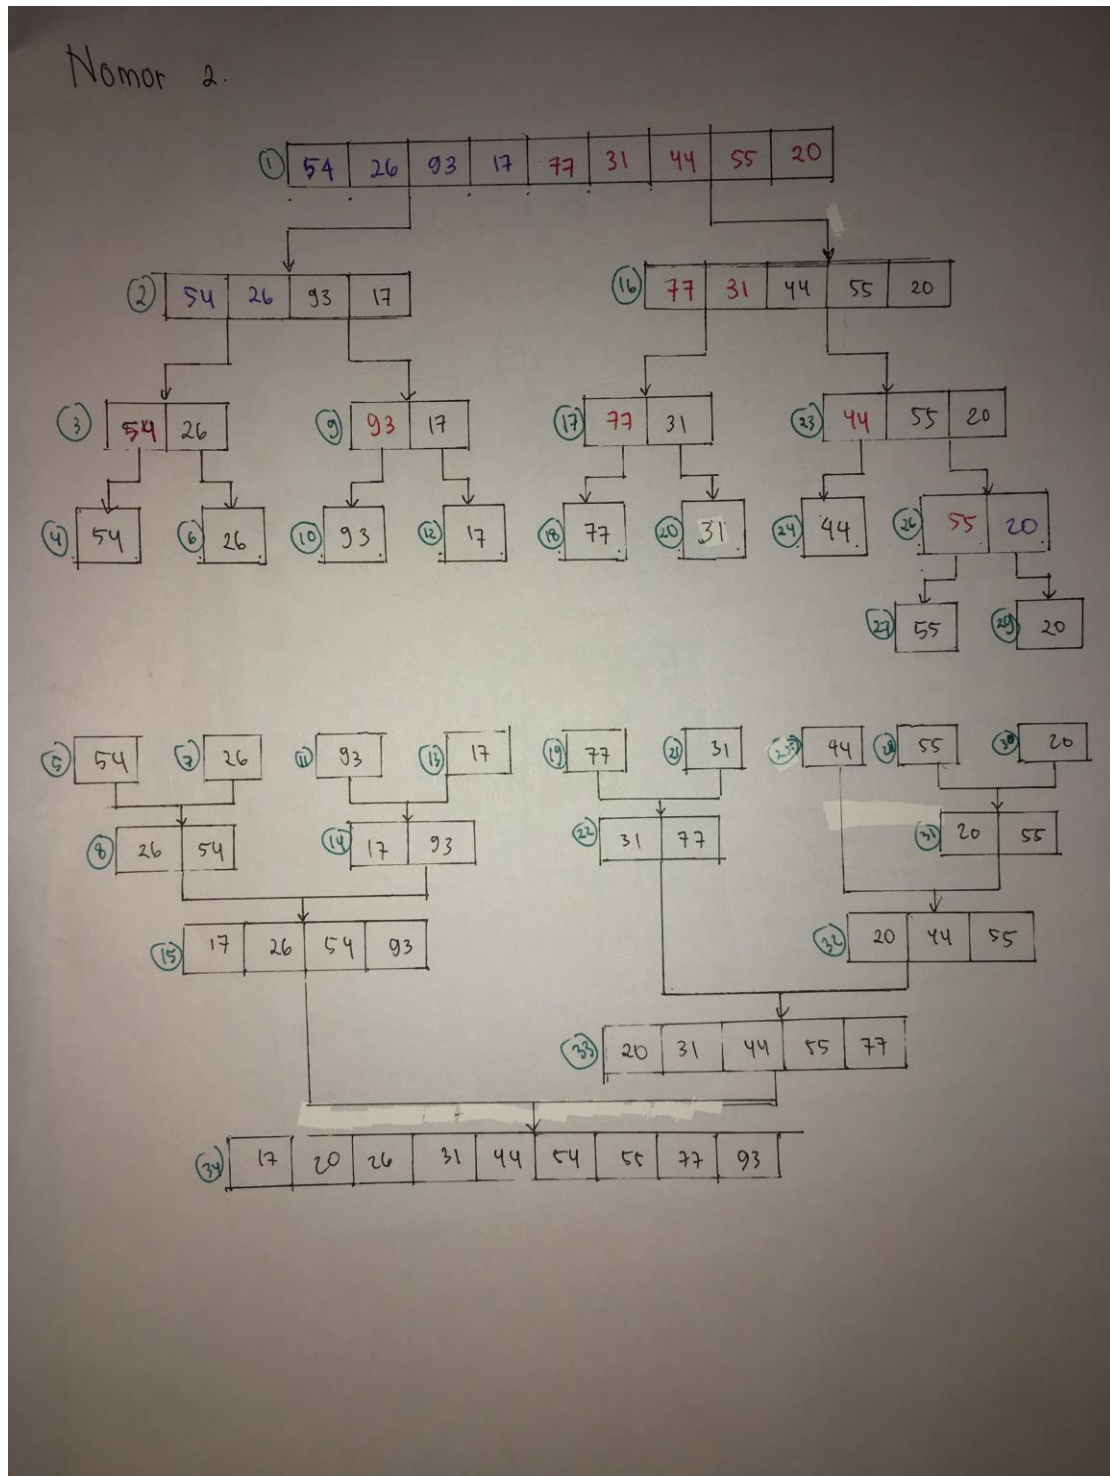 Nomor 2.
① 54 26 93 17 77 31 44 55 20
② 54 26 93 17 ⑯ 77 31 44 55 20
③ 54 26 ⑨ 93 17 ⑰ 77 31 ㉓ 44 55 20
④ 54 ⑥ 26 ⑩ 93 ⑫ 17 ⑱ 77 ⑳ 31 ㉔ 44 ㉖ 55 20
㉗ 55 ㉙ 20
⑤ 54 ⑦ 26 ⑪ 93 ⑬ 17 ⑲ 77 ㉑ 31 ㉕ 44 ㉘ 55 ㉚ 20
⑧ 26 54 ⑭ 17 93 ㉒ 31 77 ㉛ 20 55
⑮ 17 26 54 93 ㉜ 20 44 55
㉝ 20 31 44 55 77
㉞ 17 20 26 31 44 54 55 77 93